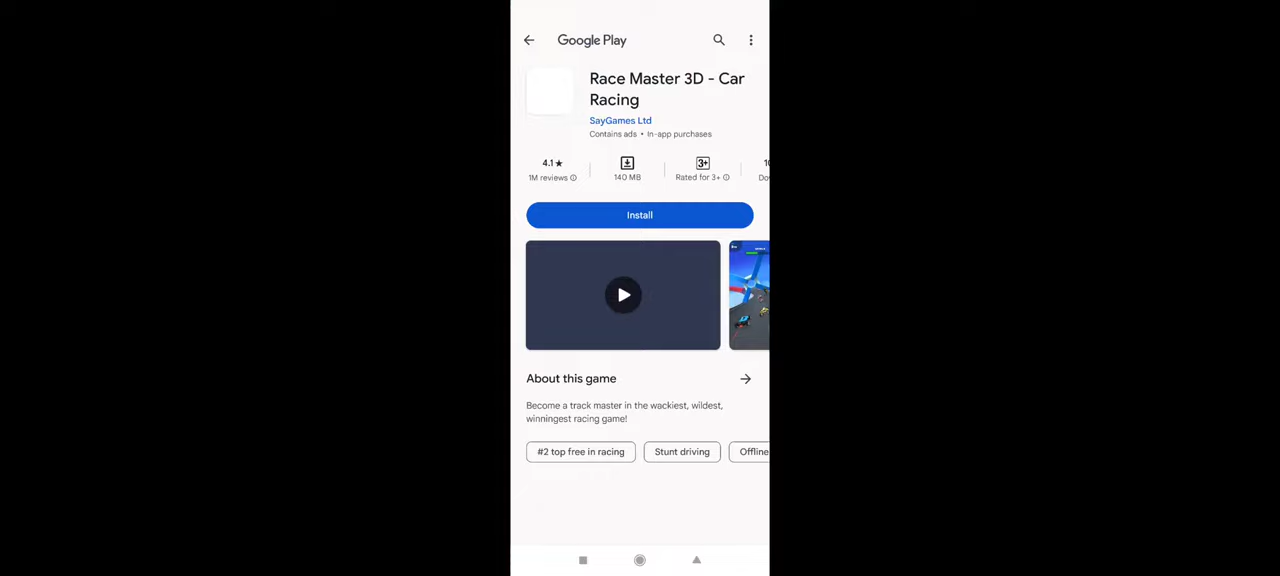 Google Play
Race Master 3D - Car
Racing
SayGames Ltd
Contains ads • In-app purchases
4.1★
1M reviews
140 MB
3+
Rated for 3+
Install
About this game
Become a track master in the wackiest, wildest,
winningest racing game!
#2 top free in racing
Stunt driving
Offline